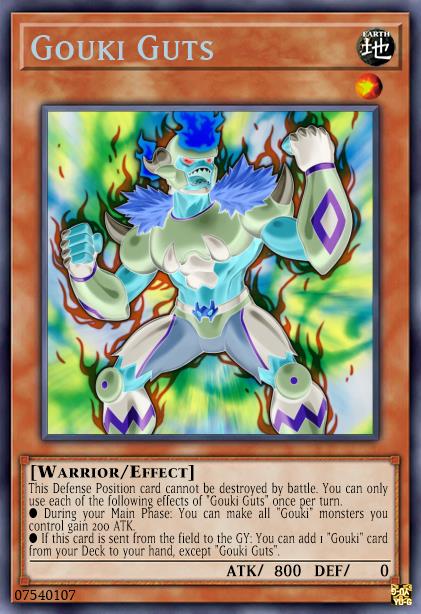 GOUKI GUTS
EARTH
地
[WARRIOR/EFFECT]
This Defense Position card cannot be destroyed by battle. You can only
use each of the following effects of "Gouki Guts" once per turn.
● During your Main Phase: You can make all "Gouki" monsters you
control gain 200 ATK.
● If this card is sent from the field to the GY: You can add 1 "Gouki" card
from your Deck to your hand, except "Gouki Guts".
ATK/ 800 DEF/ 0
07540107